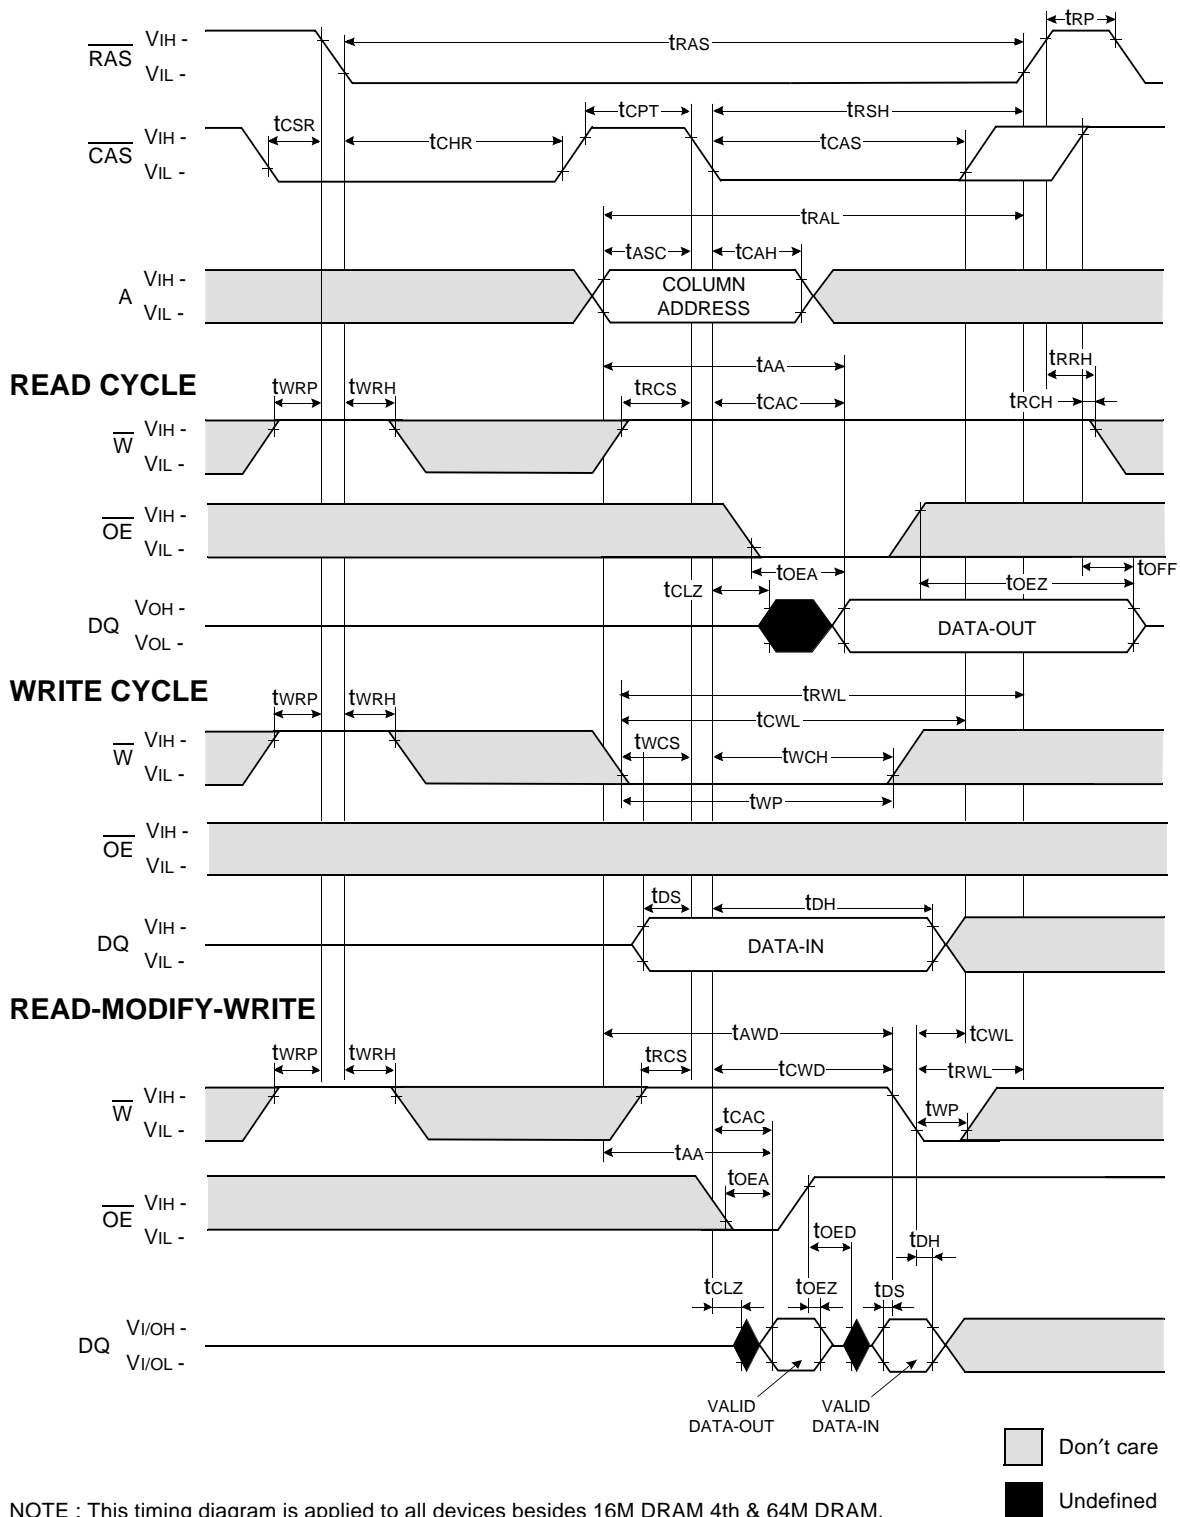 tRP
RAS VIH -
VIL -
tRAS
tCPT
tRSH
tCSR
CAS VIH -
VIL -
tCHR
tCAS
tRAL
tASC
tCAH
A VIH -
VIL -
COLUMN
ADDRESS
READ CYCLE
tAA
tRRH
tWRP
tWRH
tRCS
tCAC
tRCH
W VIH -
VIL -
OE VIH -
VIL -
tOEA
tOFF
tCLZ
tOEZ
DQ VOH -
VOL -
DATA-OUT
WRITE CYCLE
tRWL
tWRP
tWRH
tCWL
W VIH -
VIL -
tWCS
tWCH
tWP
OE VIH -
VIL -
tDS
tDH
DQ VIH -
VIL -
DATA-IN
READ-MODIFY-WRITE
tAWD
tCWL
tWRP
tWRH
tRCS
tCWD
tRWL
W VIH -
VIL -
tCAC
tWP
tAA
tOEA
OE VIH -
VIL -
tOED
tDH
tCLZ
tOEZ
tDS
DQ VI/OH -
VI/OL -
VALID
DATA-OUT
VALID
DATA-IN
Don′t care
Undefined
NOTE : This timing diagram is applied to all devices besides 16M DRAM 4th & 64M DRAM.